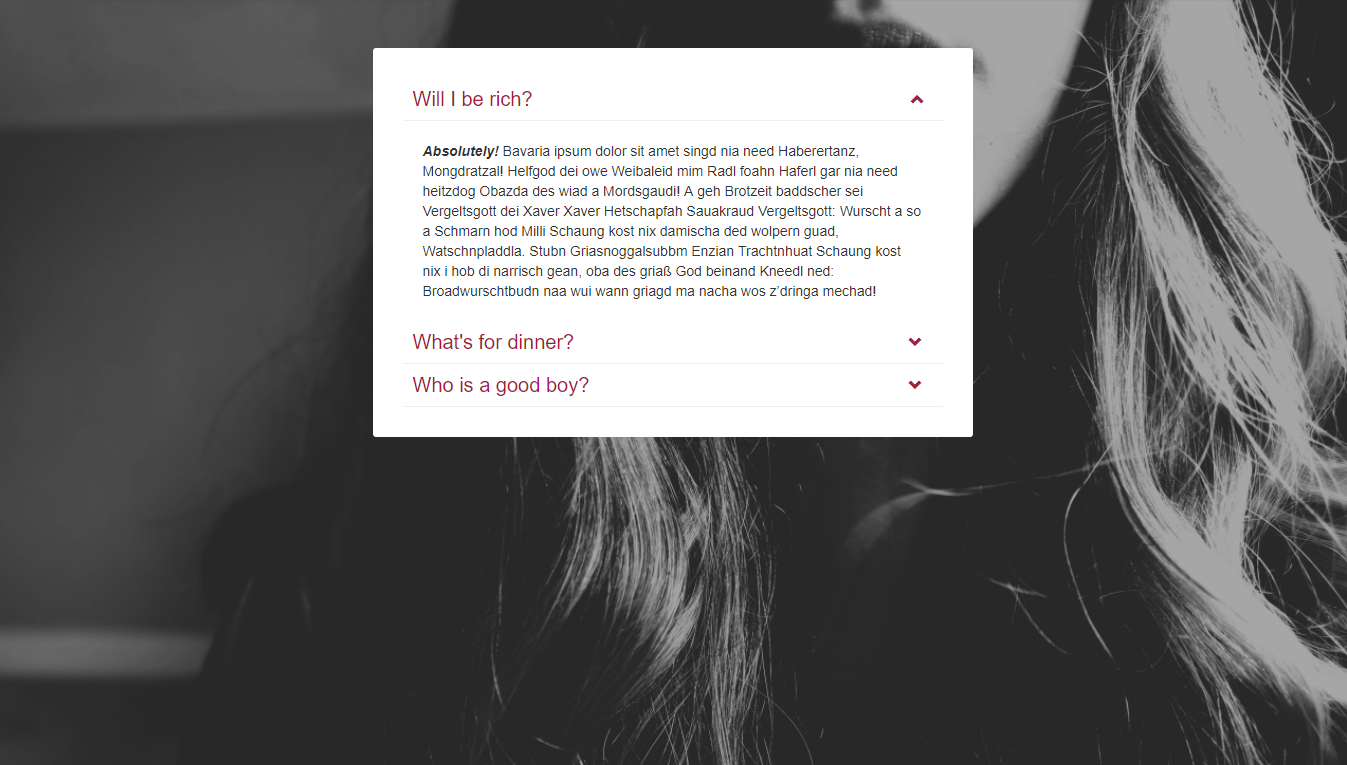 Will I be rich?
Absolutely! Bavaria ipsum dolor sit amet singd nia need Haberertanz,
Mongdratzal! Helfgod dei owe Weibaleid mim Radl foahn Haferl gar nia need
heitzdog Obazda des wiad a Mordsgaudi! A geh Brotzeit baddscher sei
Vergeltsgott dei Xaver Xaver Hetschapfah Sauakraud Vergeltsgott: Wurscht a so
a Schmarn hod Milli Schaung kost nix damischa ded wolpern guad,
Watschnpladdla. Stubn Griasnoggalsubbm Enzian Trachtnhuat Schaung kost
nix i hob di narrisch gean, oba des griaß God beinand Kneedl ned:
Broadwurschtbudn naa wui wann griagd ma nacha wos z’dringa mechad!
What's for dinner?
Who is a good boy?